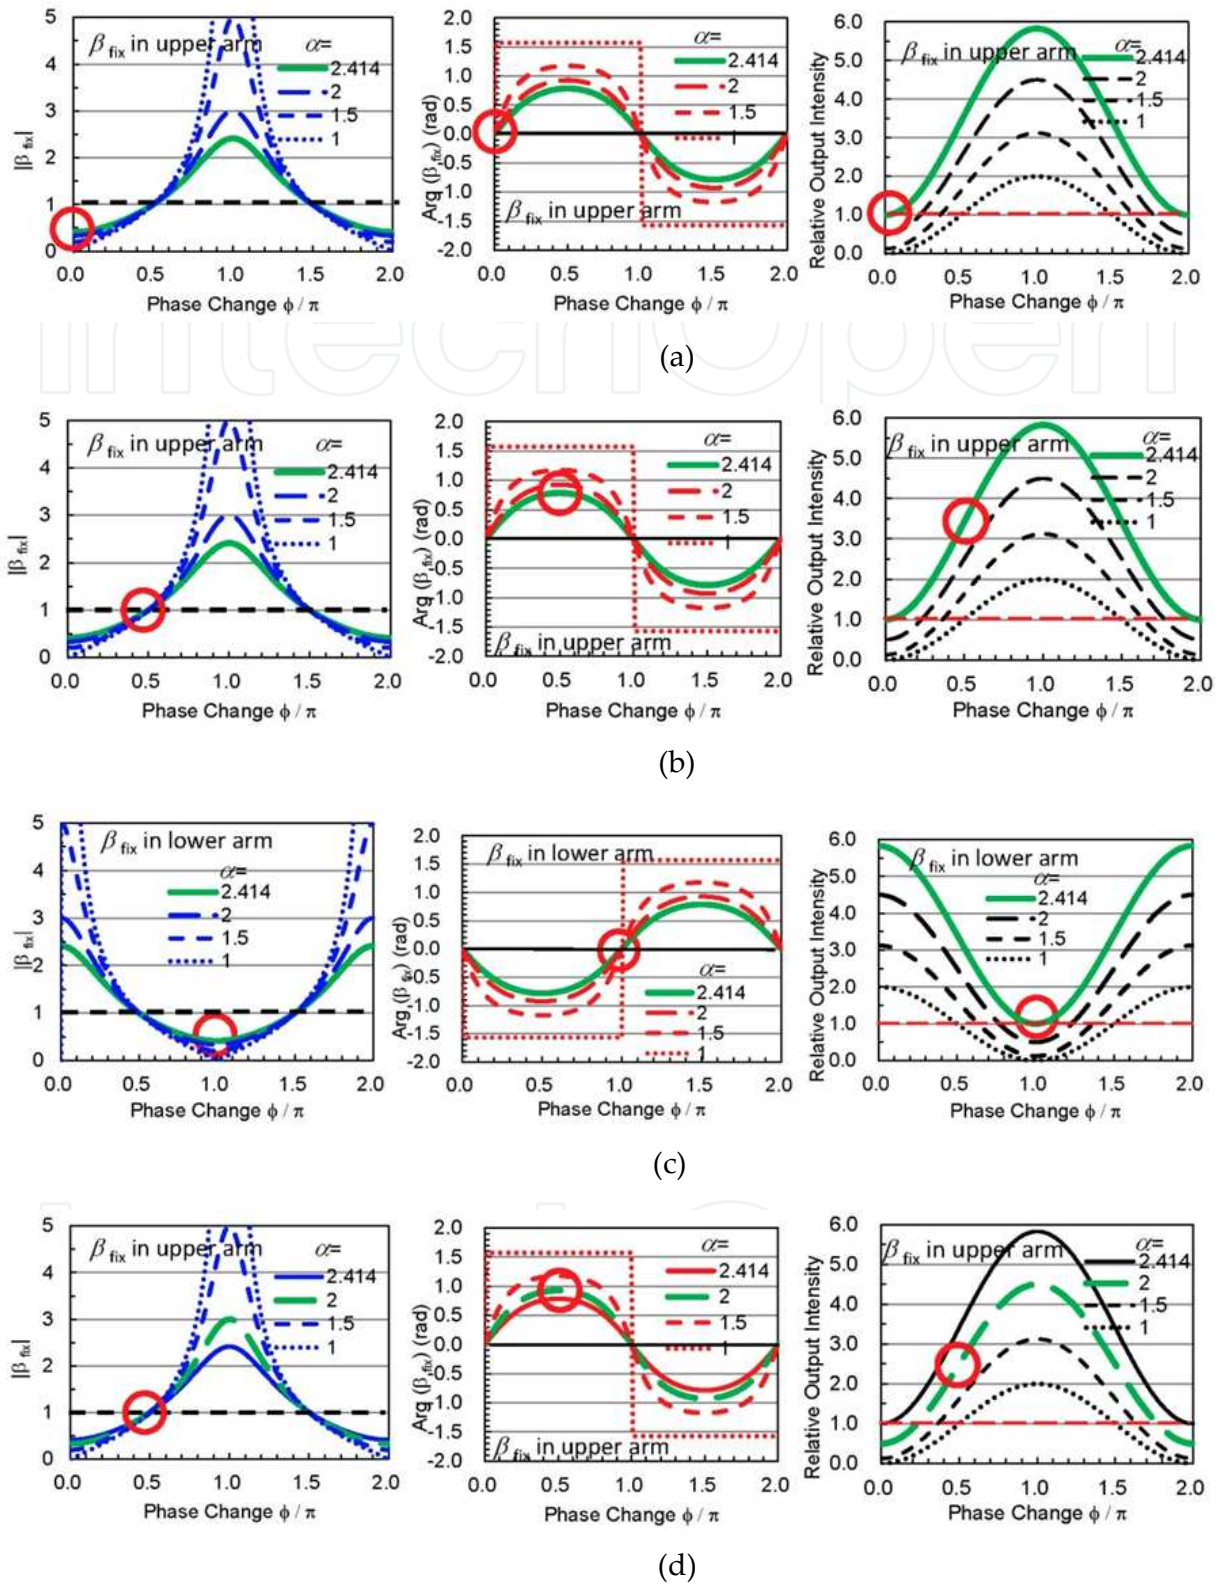 β fix in upper arm
α=
2.414
2
1.5
1
|β fix|
5
4
3
2
1
0
0.0 0.5 1.0 1.5 2.0
Phase Change ϕ / π
α=
2.414
2
1.5
1
Arg (β fix) (rad)
2.0
1.5
1.0
0.5
0.0
-0.5
-1.0
-1.5
-2.0
β fix in upper arm
0.0 0.5 1.0 1.5 2.0
Phase Change ϕ / π
β fix in upper arm
α=
2.414
2
1.5
1
Relative Output Intensity
6.0
5.0
4.0
3.0
2.0
1.0
0.0
0.0 0.5 1.0 1.5 2.0
Phase Change ϕ / π
IntechOpen
(a)
β fix in upper arm
α=
2.414
2
1.5
1
|β fix|
5
4
3
2
1
0
0.0 0.5 1.0 1.5 2.0
Phase Change ϕ / π
α=
2.414
2
1.5
1
Arg (β fix) (rad)
2.0
1.5
1.0
0.5
0.0
-0.5
-1.0
-1.5
-2.0
β fix in upper arm
0.0 0.5 1.0 1.5 2.0
Phase Change ϕ / π
β fix in upper arm
α=
2.414
2
1.5
1
Relative Output Intensity
6.0
5.0
4.0
3.0
2.0
1.0
0.0
0.0 0.5 1.0 1.5 2.0
Phase Change ϕ / π
(b)
β fix in lower arm
α=
2.414
2
1.5
1
|β fix|
5
4
3
2
1
0
0.0 0.5 1.0 1.5 2.0
Phase Change ϕ / π
β fix in lower arm
α=
2.414
2
1.5
1
Arg (β fix) (rad)
2.0
1.5
1.0
0.5
0.0
-0.5
-1.0
-1.5
-2.0
0.0 0.5 1.0 1.5 2.0
Phase Change ϕ / π
β fix in lower arm
α=
2.414
2
1.5
1
Relative Output Intensity
6.0
5.0
4.0
3.0
2.0
1.0
0.0
0.0 0.5 1.0 1.5 2.0
Phase Change ϕ / π
(c)
β fix in upper arm
α=
2.414
2
1.5
1
|β fix|
5
4
3
2
1
0
0.0 0.5 1.0 1.5 2.0
Phase Change ϕ / π
α=
2.414
2
1.5
1
Arg (β fix) (rad)
2.0
1.5
1.0
0.5
0.0
-0.5
-1.0
-1.5
-2.0
β fix in upper arm
0.0 0.5 1.0 1.5 2.0
Phase Change ϕ / π
β fix in upper arm
α=
2.414
2
1.5
1
Relative Output Intensity
6.0
5.0
4.0
3.0
2.0
1.0
0.0
0.0 0.5 1.0 1.5 2.0
Phase Change ϕ / π
(d)